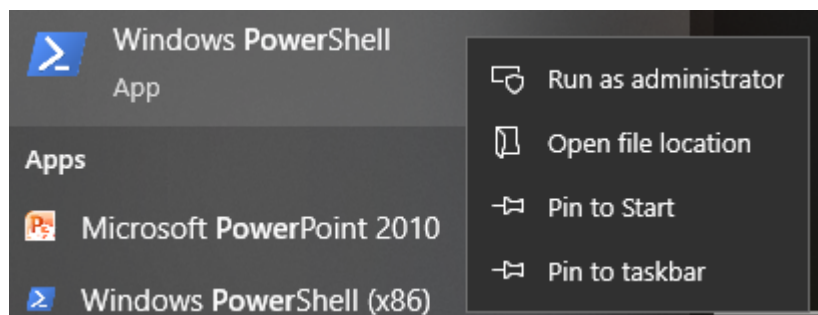 Windows PowerShell
App
Apps
Microsoft PowerPoint 2010
Windows PowerShell (x86)
Run as administrator
Open file location
Pin to Start
Pin to taskbar